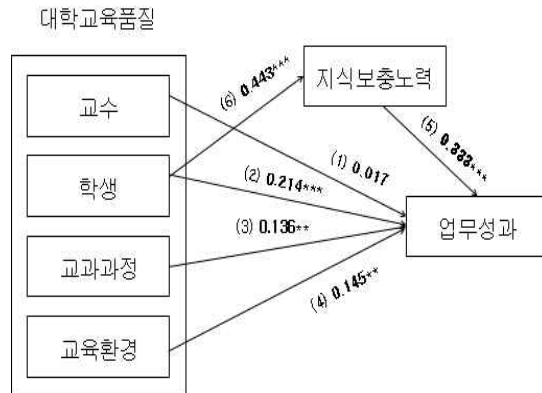 대학교육품질
교수
학생
교과과정
교육환경
지식보충노력
업무성과
(6) 0.443***
(5) 0.333***
(1) 0.017
(2) 0.214***
(3) 0.136**
(4) 0.145**